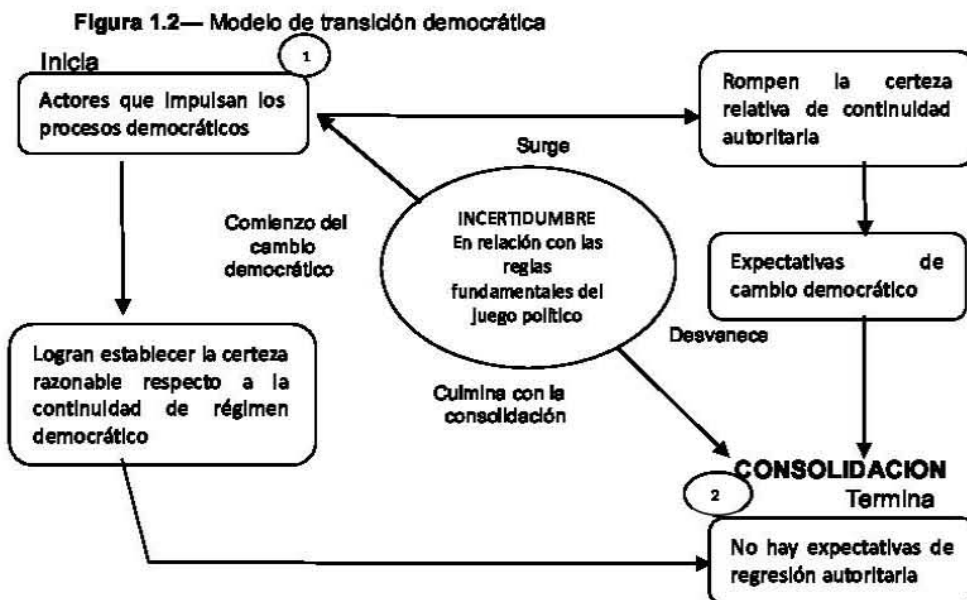 Figura 1.2— Modelo de transición democrática
1
Inicia
Actores que impulsan los
procesos democráticos
Rompen la certeza
relativa de continuidad
autoritaria
Surge
Comienzo del
cambio
democrático
INCERTIDUMBRE
En relación con las
reglas
fundamentales del
juego político
Expectativas de
cambio democrático
Desvanece
Logran establecer la certeza
razonable respecto a la
continuidad de régimen
democrático
Culmina con la
consolidación
CONSOLIDACION
2
Termina
No hay expectativas de
regresión autoritaria